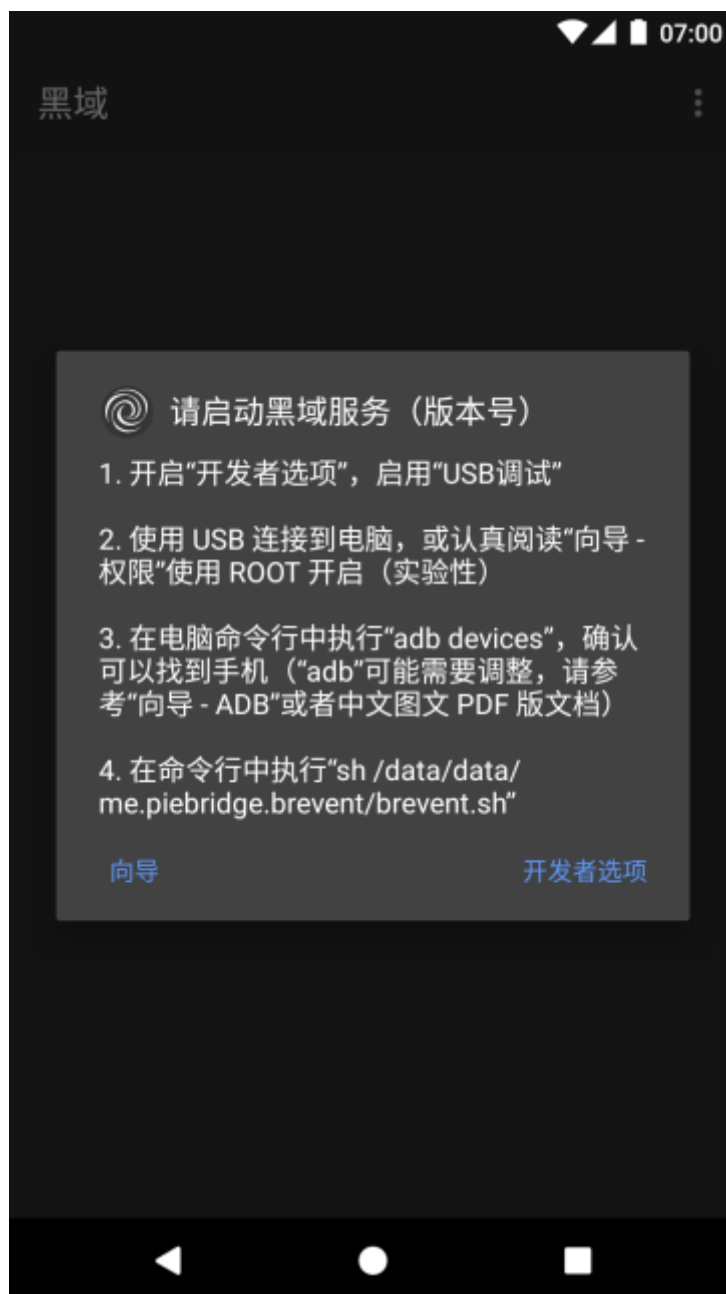 07:00
黑域
请启动黑域服务（版本号）
1. 开启“开发者选项”，启用“USB调试”
2. 使用 USB 连接到电脑，或认真阅读“向导 -
权限”使用 ROOT 开启（实验性）
3. 在电脑命令行中执行“adb devices”，确认
可以找到手机（“adb”可能需要调整，请参
考“向导 - ADB”或者中文图文 PDF 版文档）
4. 在命令行中执行“sh /data/data/
me.piebridge.brevent/brevent.sh”
向导
开发者选项